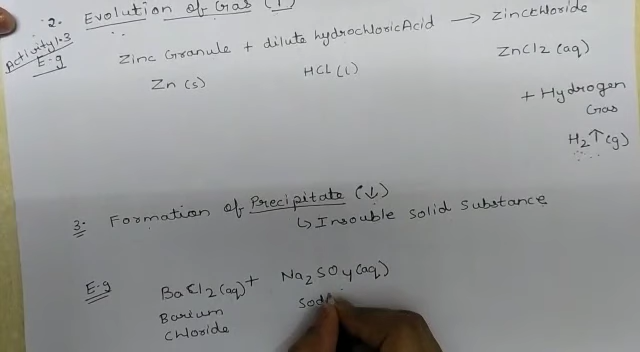 2. Evolution of Gas (↑)
Activity 1.3
E.g
Zinc Granule + dilute hydrochloric Acid → Zinc chloride
Zn (s) HCl (l) ZnCl2 (aq)
+ Hydrogen
Gas
H2↑(g)
3. Formation of Precipitate (↓)
↳ Insouble solid substance
E.g BaCl2 (aq) + Na2SO4 (aq)
Barium Sod
Chloride